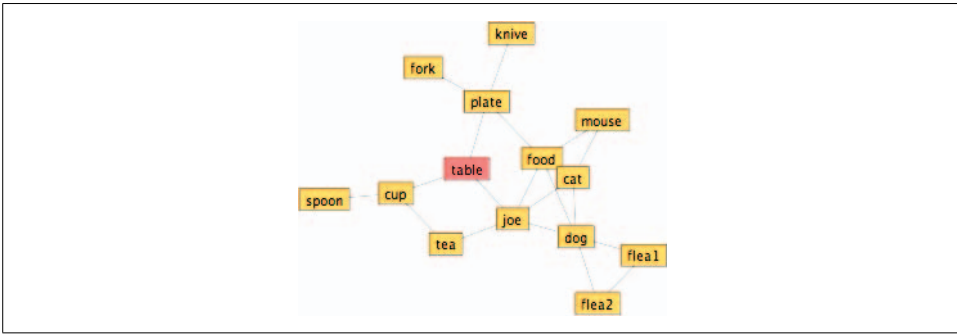 knive
fork
plate
mouse
food
table
cat
cup
spoon
joe
dog
tea
flea1
flea2